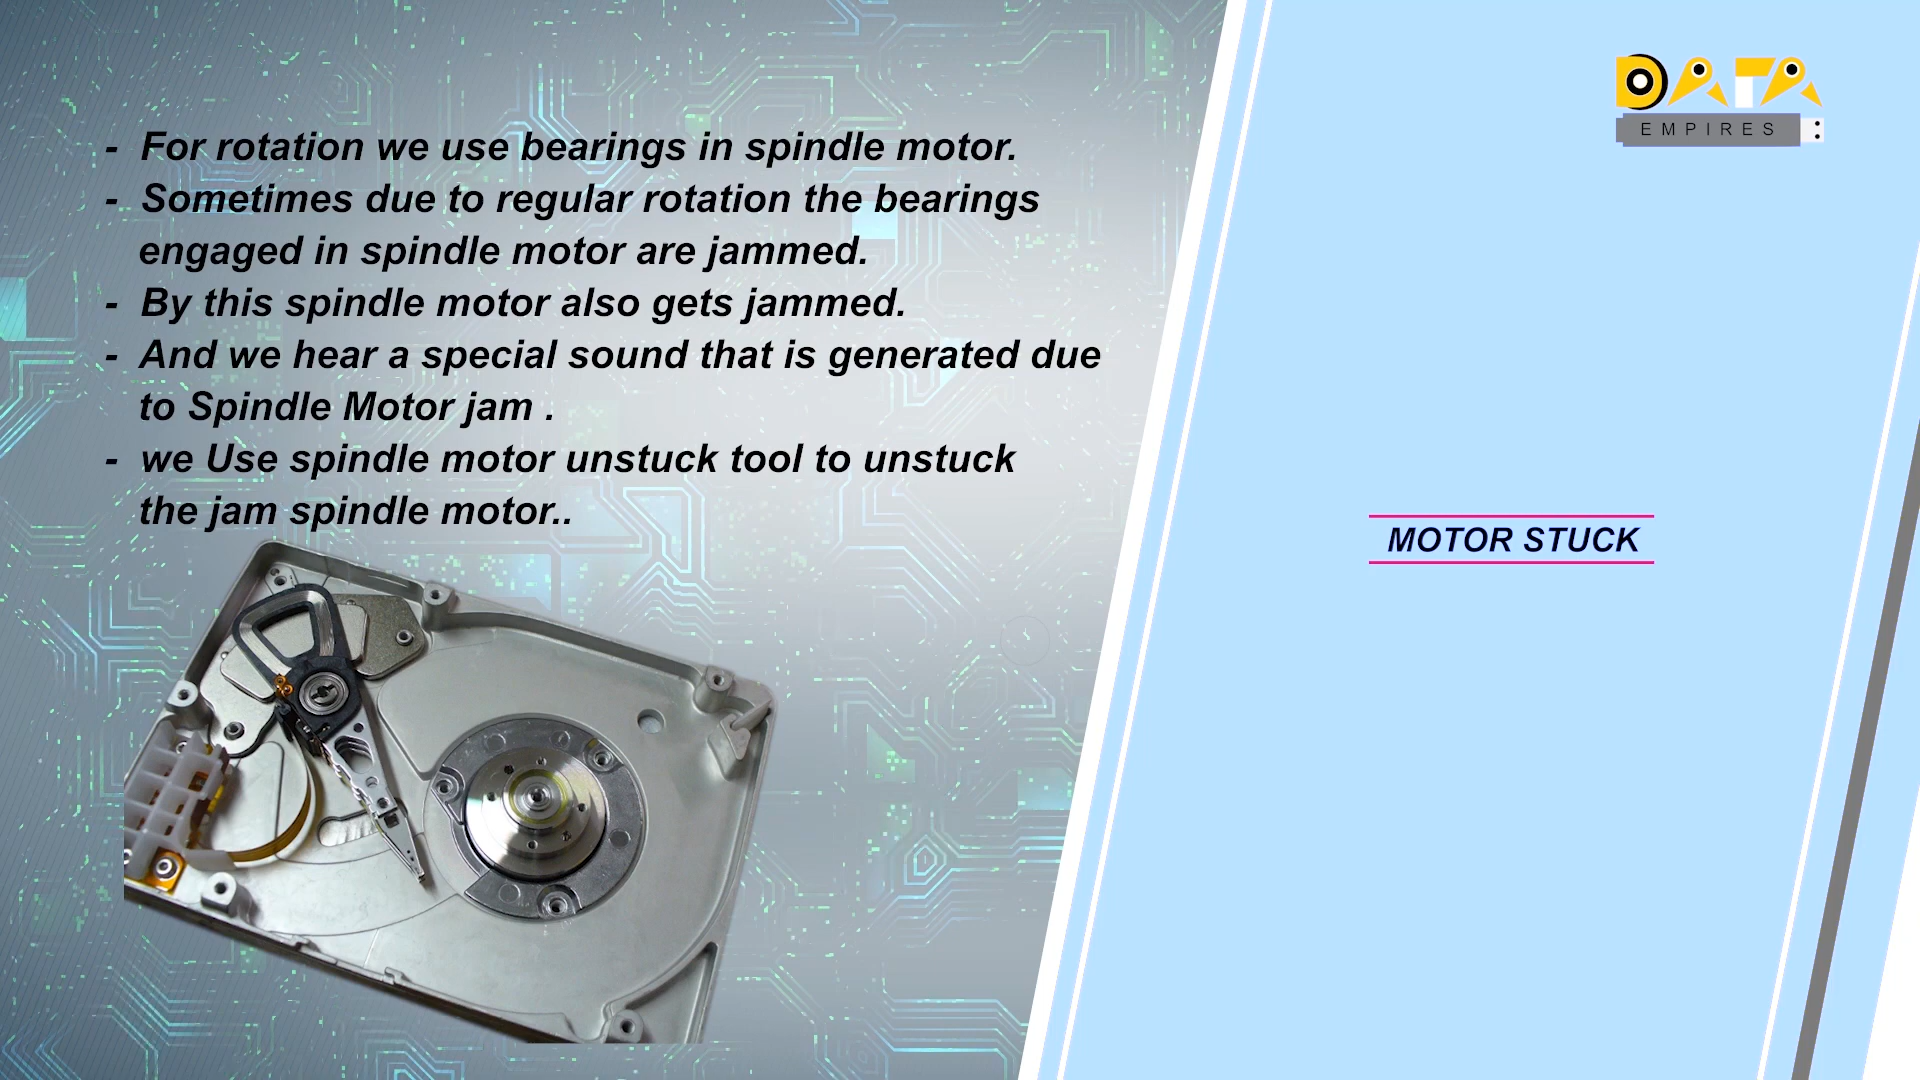 - For rotation we use bearings in spindle motor.
- Sometimes due to regular rotation the bearings
engaged in spindle motor are jammed.
- By this spindle motor also gets jammed.
- And we hear a special sound that is generated due
to Spindle Motor jam .
- we Use spindle motor unstuck tool to unstuck
the jam spindle motor..
DATA
EMPIRES
MOTOR STUCK